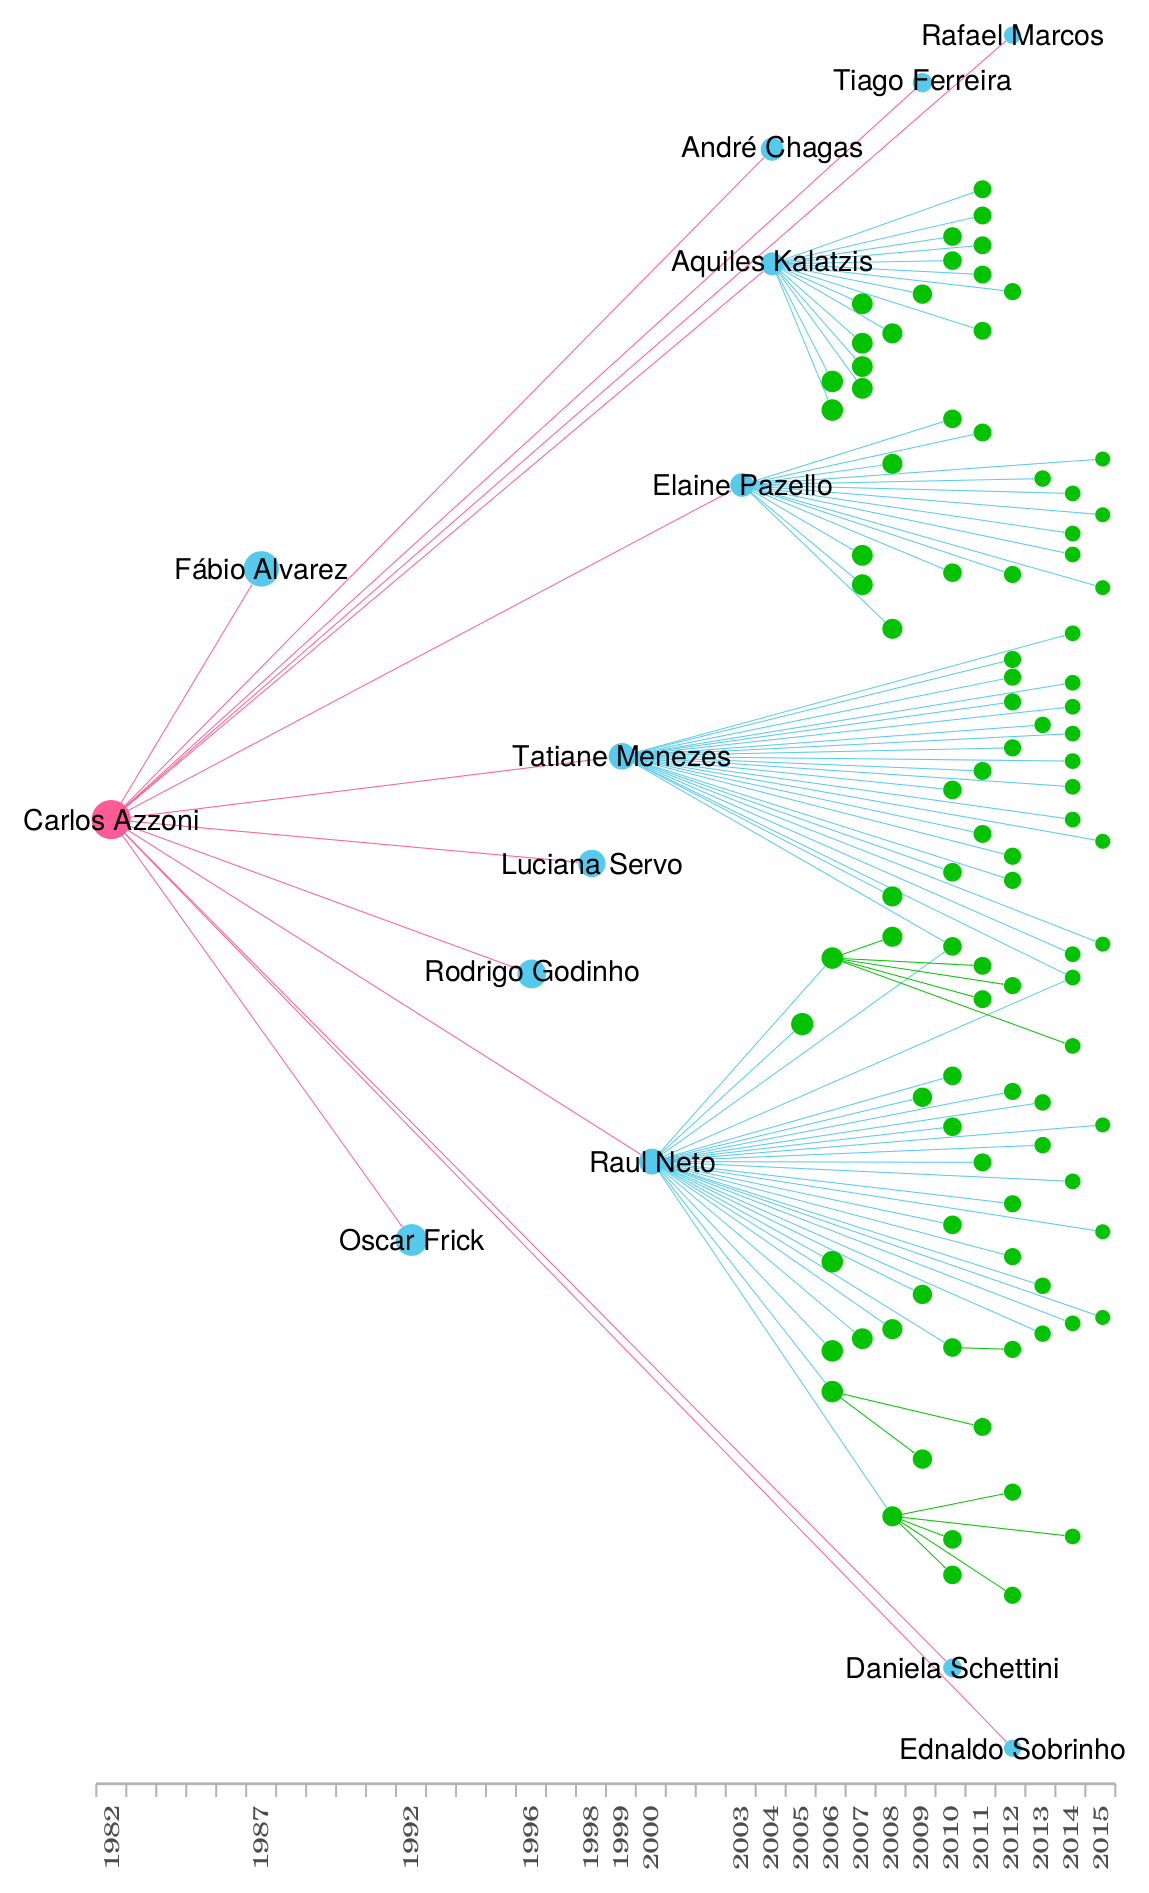 Rafael Marcos
Tiago Ferreira
André Chagas
Aquiles Kalatzis
Elaine Pazello
Fábio Alvarez
Tatiane Menezes
Carlos Azzoni
Luciana Servo
Rodrigo Godinho
Raul Neto
Oscar Frick
Daniela Schettini
Ednaldo Sobrinho
1982
1987
1992
1996
1998
1999
2000
2003
2004
2005
2006
2007
2008
2009
2010
2011
2012
2013
2014
2015